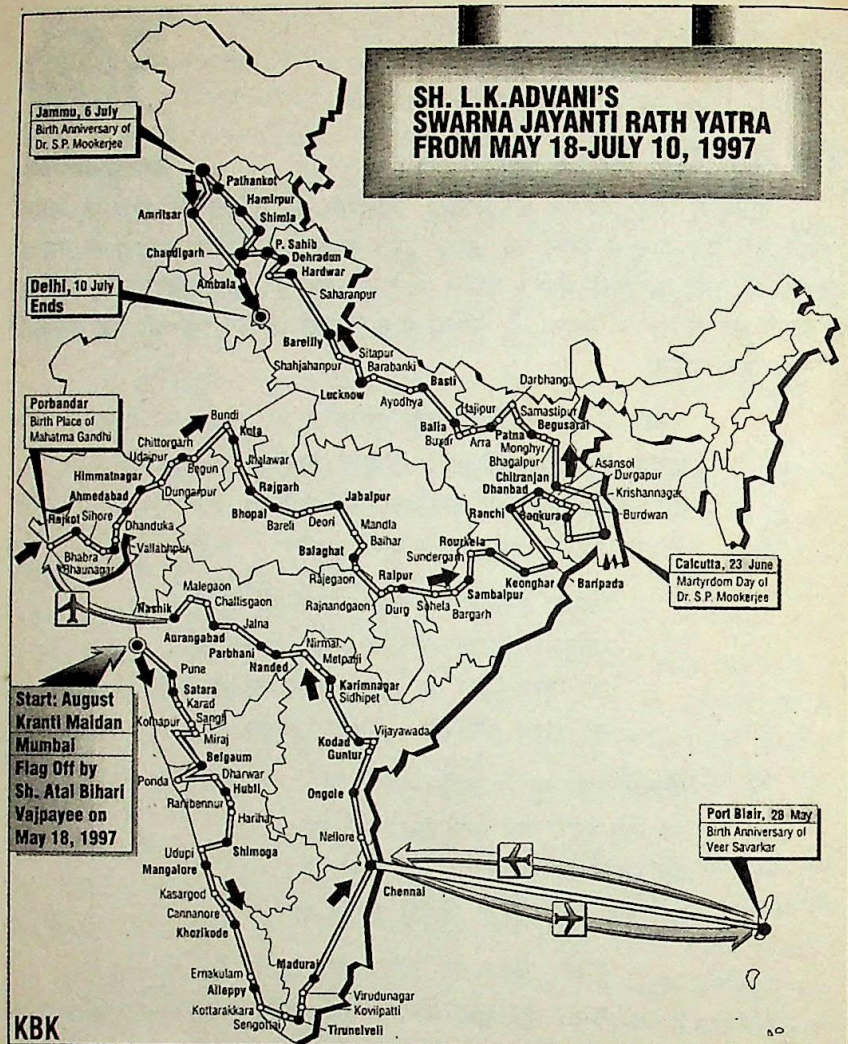 SH. L.K.ADVANI'S
SWARNA JAYANTI RATH YATRA
FROM MAY 18-JULY 10, 1997
Jammu, 6 July
Birth Anniversary of
Dr. S.P. Mookerjee
Pathankot
Hamirpur
Amritsar
Shimla
Chandigarh
P. Sahib
Dehradun
Hardwar
Ambala
Saharanpur
Delhi, 10 July
Ends
Bareilly
Sitapur
Shahjahanpur
Barabanki
Lucknow
Basti
Ayodhya
Darbhanga
Hajipur
Samastipur
Balia
Patna
Begusarai
Buxar
Arra
Monghyr
Bhagalpur
Asansol
Chitranjan
Durgapur
Dhanbad
Krishannagar
Ranchi
Bankura
Burdwan
Porbandar
Birth Place of
Mahatma Gandhi
Bundi
Chittorgarh
Kota
Udaipur
Begun
Jhalawar
Himmatnagar
Dungarpur
Rajgarh
Ahmedabad
Jabalpur
Rajkot
Sihore
Bhopal
Bareli
Deori
Mandla
Dhanduka
Baihar
Rourkela
Bhabra
Vallabhpur
Balaghat
Sundergarh
Bhaunagar
Rajegaon
Raipur
Keonghar
Baripada
Rajnandgaon
Durg
Sahela
Sambalpur
Bargarh
Calcutta, 23 June
Martyrdom Day of
Dr. S.P. Mookerjee
Malegaon
Nashik
Challisgaon
Aurangabad
Jalna
Parbhani
Nanded
Nirmal
Metpalli
Karimnagar
Sidhipet
Start: August
Kranti Maidan
Mumbai
Flag Off by
Sh. Atal Bihari
Vajpayee on
May 18, 1997
Pune
Satara
Karad
Sangli
Kolhapur
Miraj
Kodad
Vijayawada
Guntur
Belgaum
Ponda
Dharwar
Hubli
Ongole
Ranibennur
Harihar
Nellore
Shimoga
Udupi
Mangalore
Chennai
Kasargod
Cannanore
Khozikode
Port Blair, 28 May
Birth Anniversary of
Veer Savarkar
Ernakulam
Alleppy
Madurai
Kottarakkara
Virudunagar
Sengottai
Kovilpatti
Tirunelveli
KBK